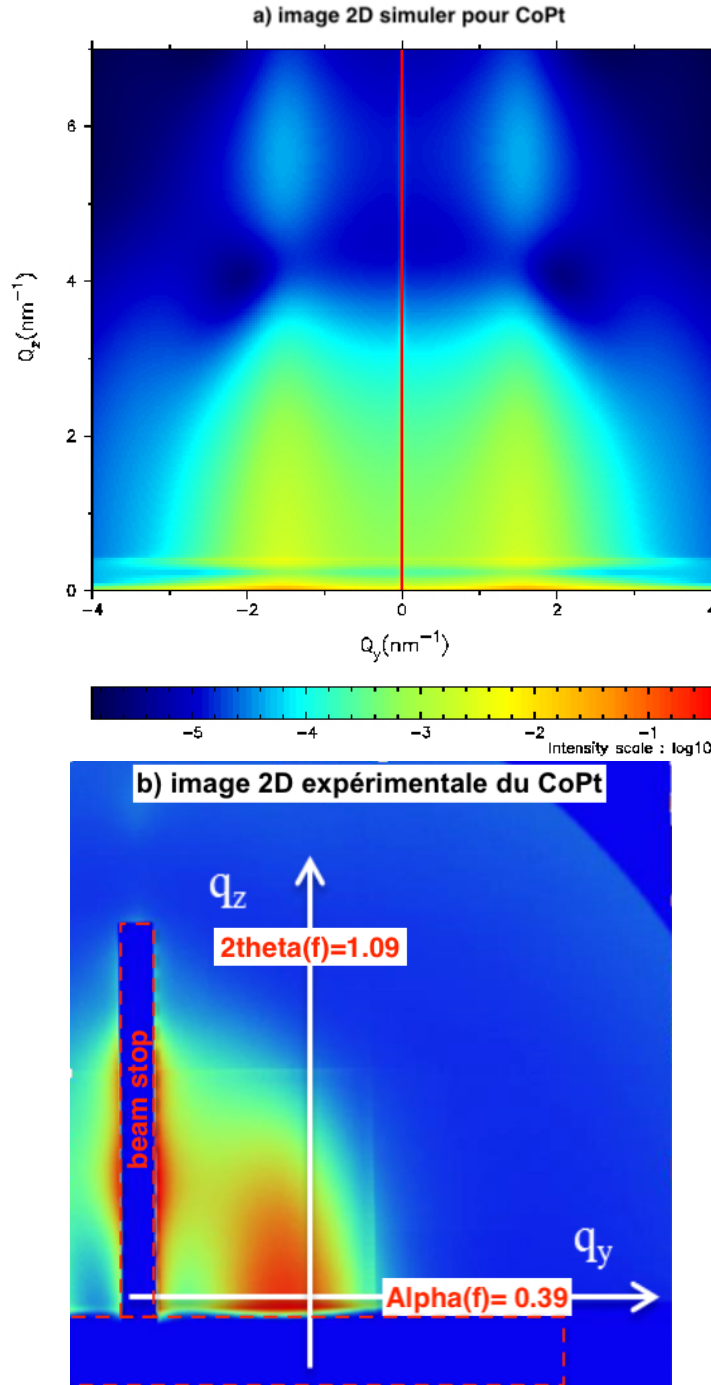 a) image 2D simuler pour CoPt
6
4
2
0
Q_z(nm⁻¹)
−4 −2 0 2 4
Q_y(nm⁻¹)
−5 −4 −3 −2 −1
Intensity scale : log10
b) image 2D expérimentale du CoPt
q_z
2theta(f)=1.09
beam stop
q_y
Alpha(f)= 0.39